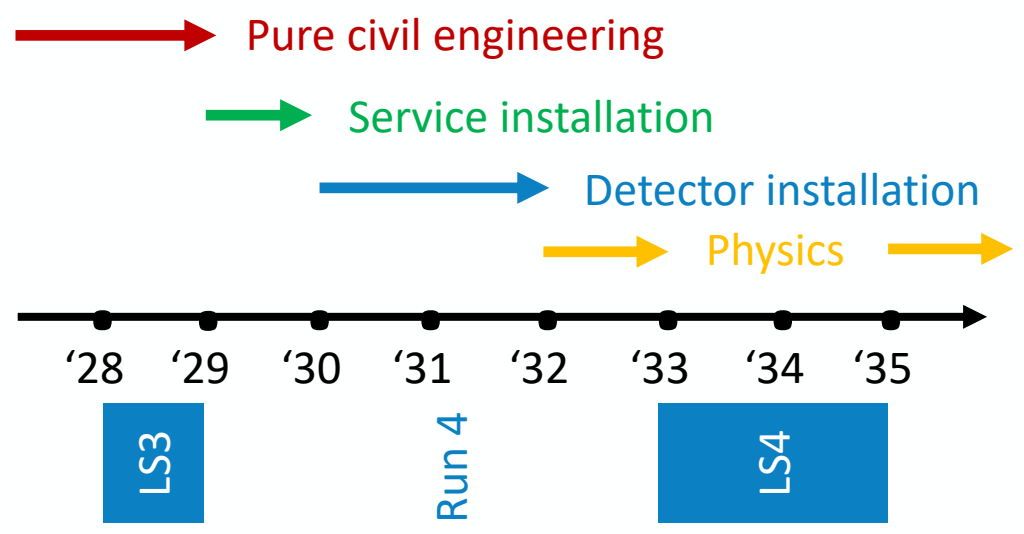 Pure civil engineering
Service installation
Detector installation
Physics
‘28 ‘29 ‘30 ‘31 ‘32 ‘33 ‘34 ‘35
LS3
Run 4
LS4